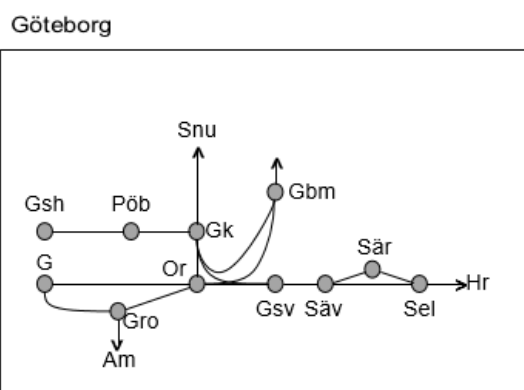 Göteborg
Snu
Gbm
Gsh Pöb Gk
G Or Sär
Hr
Gro Gsv Säv Sel
Am